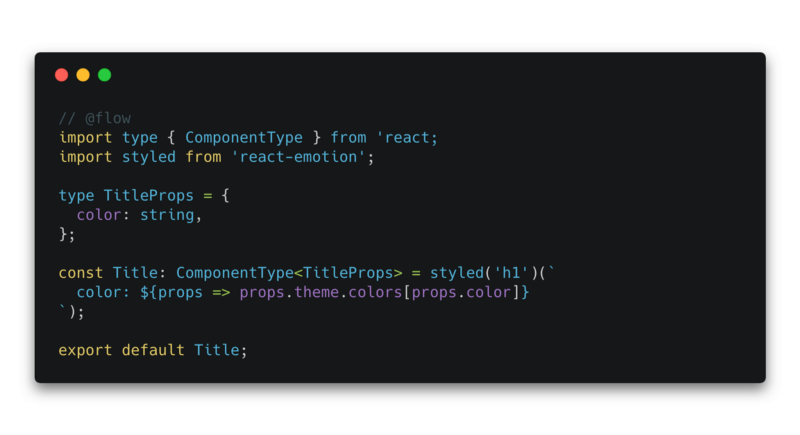 // @flow
import type { ComponentType } from 'react;
import styled from 'react-emotion';

type TitleProps = {
  color: string,
};

const Title: ComponentType<TitleProps> = styled('h1')(`
  color: ${props => props.theme.colors[props.color]}
`);

export default Title;